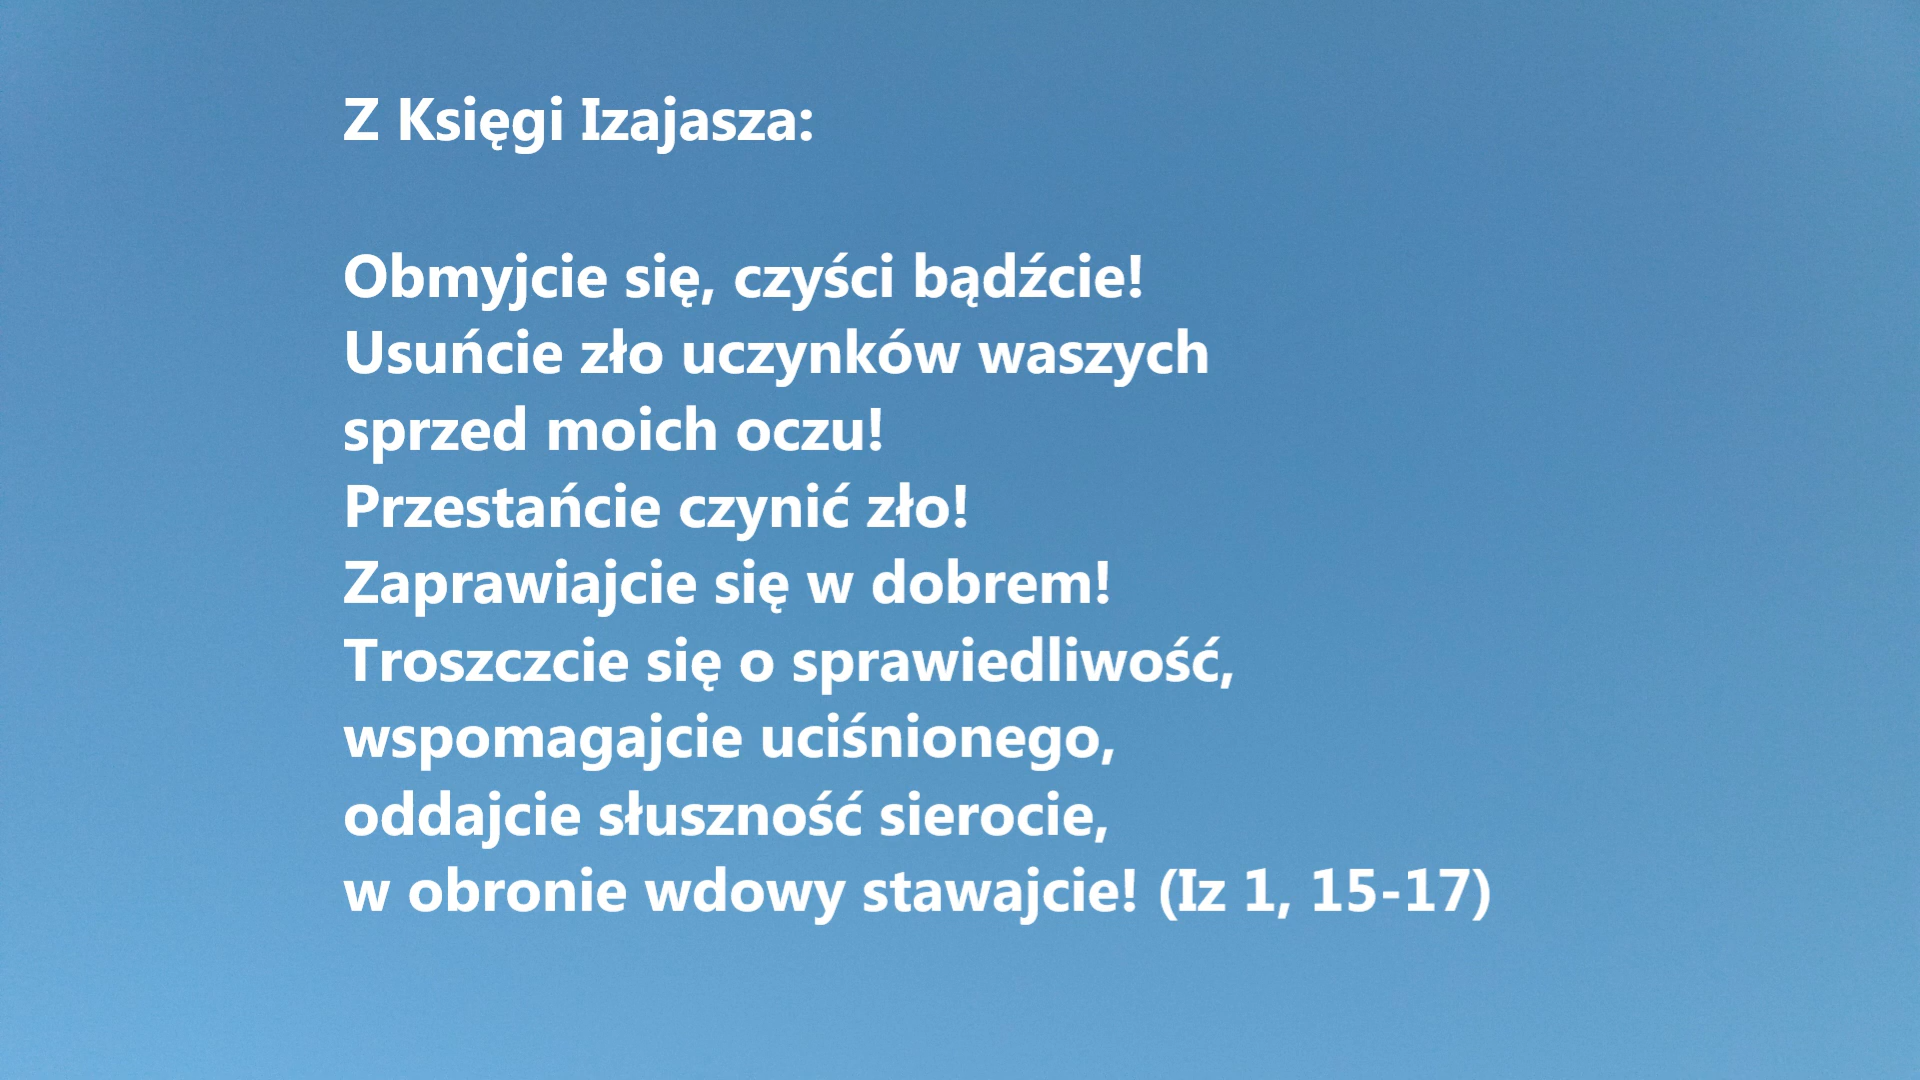 Z Księgi Izajasza:
Obmyjcie się, czyści bądźcie!
Usuńcie zło uczynków waszych
sprzed moich oczu!
Przestańcie czynić zło!
Zaprawiajcie się w dobrem!
Troszczcie się o sprawiedliwość,
wspomagajcie uciśnionego,
oddajcie słuszność sierocie,
w obronie wdowy stawajcie! (Iz 1, 15-17)